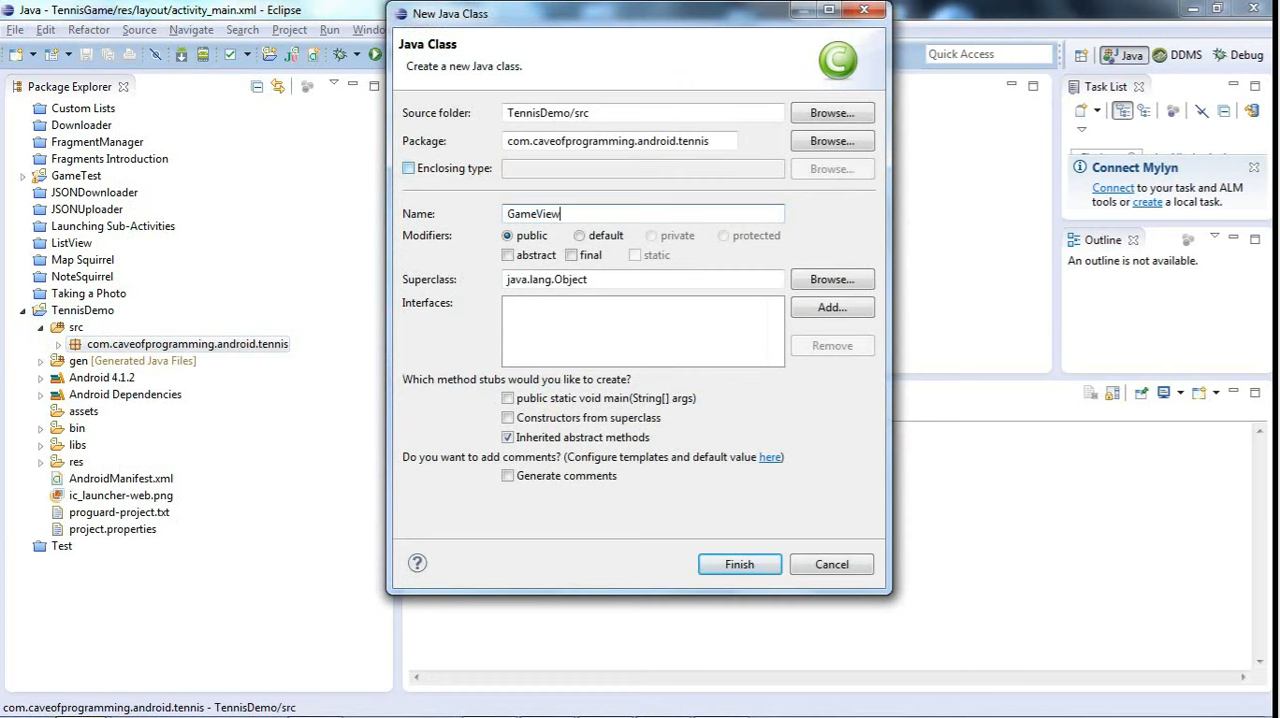 Java - TennisGame/res/layout/activity_main.xml - Eclipse
File Edit Refactor Source Navigate Search Project Run Windo
Quick Access
Java DDMS Debug
Package Explorer
Custom Lists
Downloader
FragmentManager
Fragments Introduction
GameTest
JSONDownloader
JSONUploader
Launching Sub-Activities
ListView
Map Squirrel
NoteSquirrel
Taking a Photo
TennisDemo
src
com.caveofprogramming.android.tennis
gen [Generated Java Files]
Android 4.1.2
Android Dependencies
assets
bin
libs
res
AndroidManifest.xml
ic_launcher-web.png
proguard-project.txt
project.properties
Test
New Java Class
Java Class
Create a new Java class.
C
Source folder: TennisDemo/src Browse...
Package: com.caveofprogramming.android.tennis Browse...
Enclosing type: Browse...
Name: GameView
Modifiers: public default private protected
abstract final static
Superclass: java.lang.Object Browse...
Interfaces: Add...
Remove
Which method stubs would you like to create?
public static void main(String[] args)
Constructors from superclass
Inherited abstract methods
Do you want to add comments? (Configure templates and default value here)
Generate comments
? Finish Cancel
Task List
Connect Mylyn
Connect to your task and ALM
tools or create a local task.
Outline
An outline is not available.
com.caveofprogramming.android.tennis - TennisDemo/src